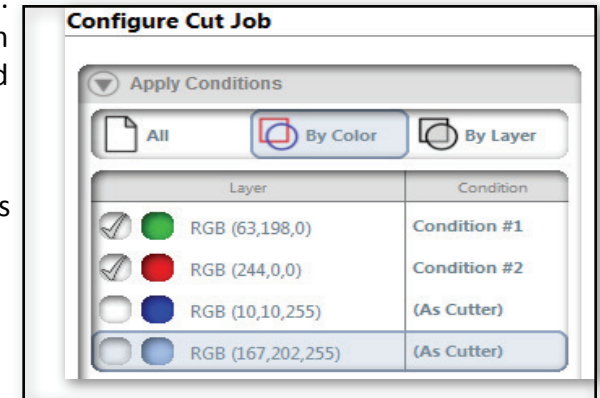 Configure Cut Job
Apply Conditions
All By Color By Layer
Layer Condition
RGB (63,198,0) Condition #1
RGB (244,0,0) Condition #2
RGB (10,10,255) (As Cutter)
RGB (167,202,255) (As Cutter)